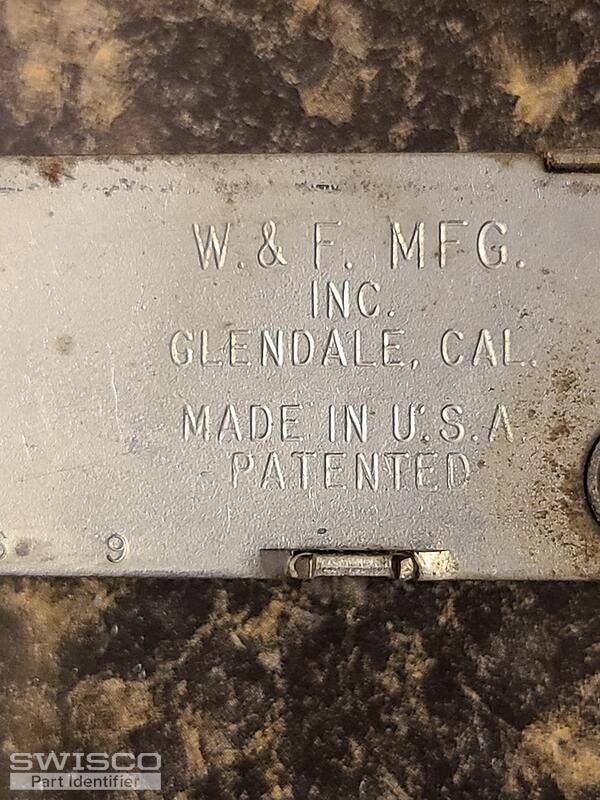 W. & F. MFG.
INC.
GLENDALE, CAL.
MADE IN U.S.A.
PATENTED
9
SWISCO
Part Identifier